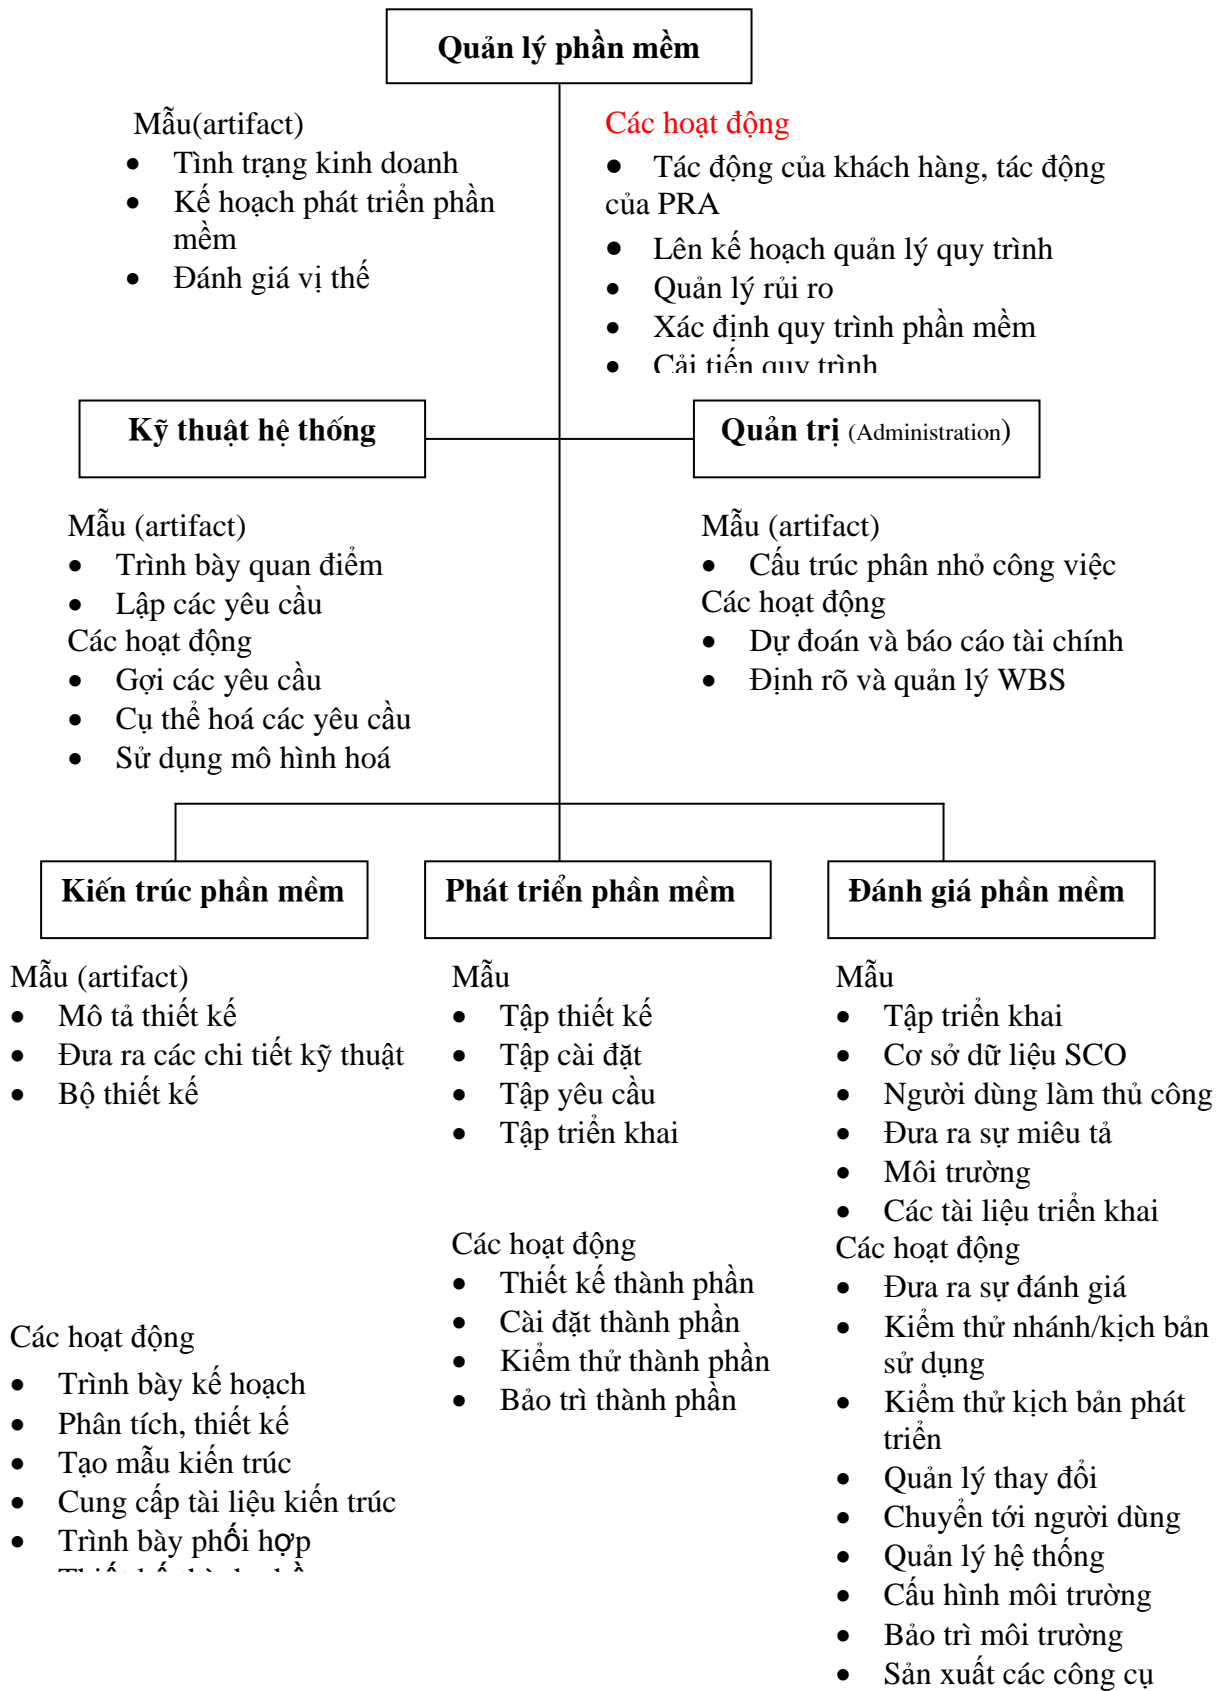 Quản lý phần mềm
Mẫu(artifact)
• Tình trạng kinh doanh
• Kế hoạch phát triển phần
mềm
• Đánh giá vị thế
Các hoạt động
• Tác động của khách hàng, tác động
của PRA
• Lên kế hoạch quản lý quy trình
• Quản lý rủi ro
• Xác định quy trình phần mềm
• Cải tiến quy trình
Kỹ thuật hệ thống
Mẫu (artifact)
• Trình bày quan điểm
• Lập các yêu cầu
Các hoạt động
• Gợi các yêu cầu
• Cụ thể hoá các yêu cầu
• Sử dụng mô hình hoá
Quản trị (Administration)
Mẫu (artifact)
• Cấu trúc phân nhỏ công việc
Các hoạt động
• Dự đoán và báo cáo tài chính
• Định rõ và quản lý WBS
Kiến trúc phần mềm
Mẫu (artifact)
• Mô tả thiết kế
• Đưa ra các chi tiết kỹ thuật
• Bộ thiết kế
Các hoạt động
• Trình bày kế hoạch
• Phân tích, thiết kế
• Tạo mẫu kiến trúc
• Cung cấp tài liệu kiến trúc
• Trình bày phối hợp
Phát triển phần mềm
Mẫu
• Tập thiết kế
• Tập cài đặt
• Tập yêu cầu
• Tập triển khai
Các hoạt động
• Thiết kế thành phần
• Cài đặt thành phần
• Kiểm thử thành phần
• Bảo trì thành phần
Đánh giá phần mềm
Mẫu
• Tập triển khai
• Cơ sở dữ liệu SCO
• Người dùng làm thủ công
• Đưa ra sự miêu tả
• Môi trường
• Các tài liệu triển khai
Các hoạt động
• Đưa ra sự đánh giá
• Kiểm thử nhánh/kịch bản
sử dụng
• Kiểm thử kịch bản phát
triển
• Quản lý thay đổi
• Chuyển tới người dùng
• Quản lý hệ thống
• Cấu hình môi trường
• Bảo trì môi trường
• Sản xuất các công cụ